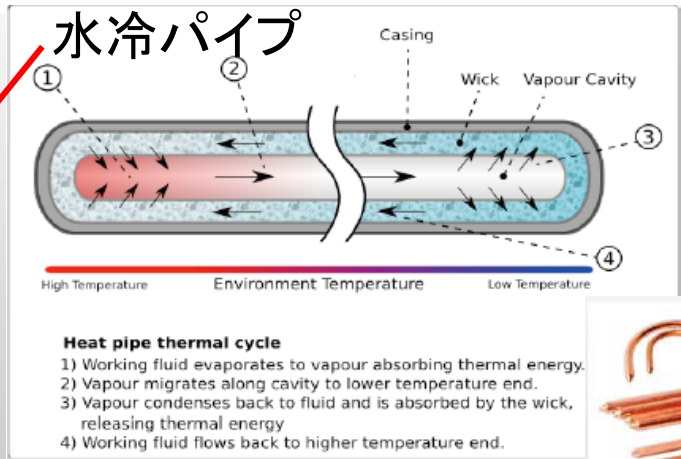 水冷パイプ
Casing
① ② Wick Vapour Cavity
③
④
High Temperature Environment Temperature Low Temperature
Heat pipe thermal cycle
1) Working fluid evaporates to vapour absorbing thermal energy.
2) Vapour migrates along cavity to lower temperature end.
3) Vapour condenses back to fluid and is absorbed by the wick,
releasing thermal energy
4) Working fluid flows back to higher temperature end.